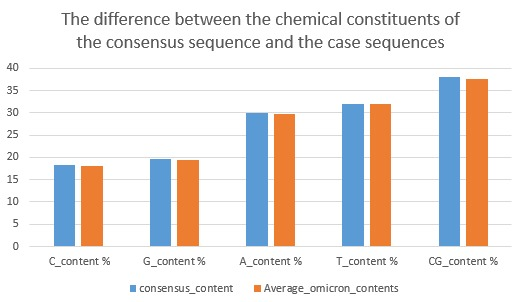 The difference between the chemical constituents of
the consensus sequence and the case sequences
40
35
30
25
20
15
10
5
0
C_content %
G_content %
A_content %
T_content %
CG_content %
consensus_content
Average_omicron_contents